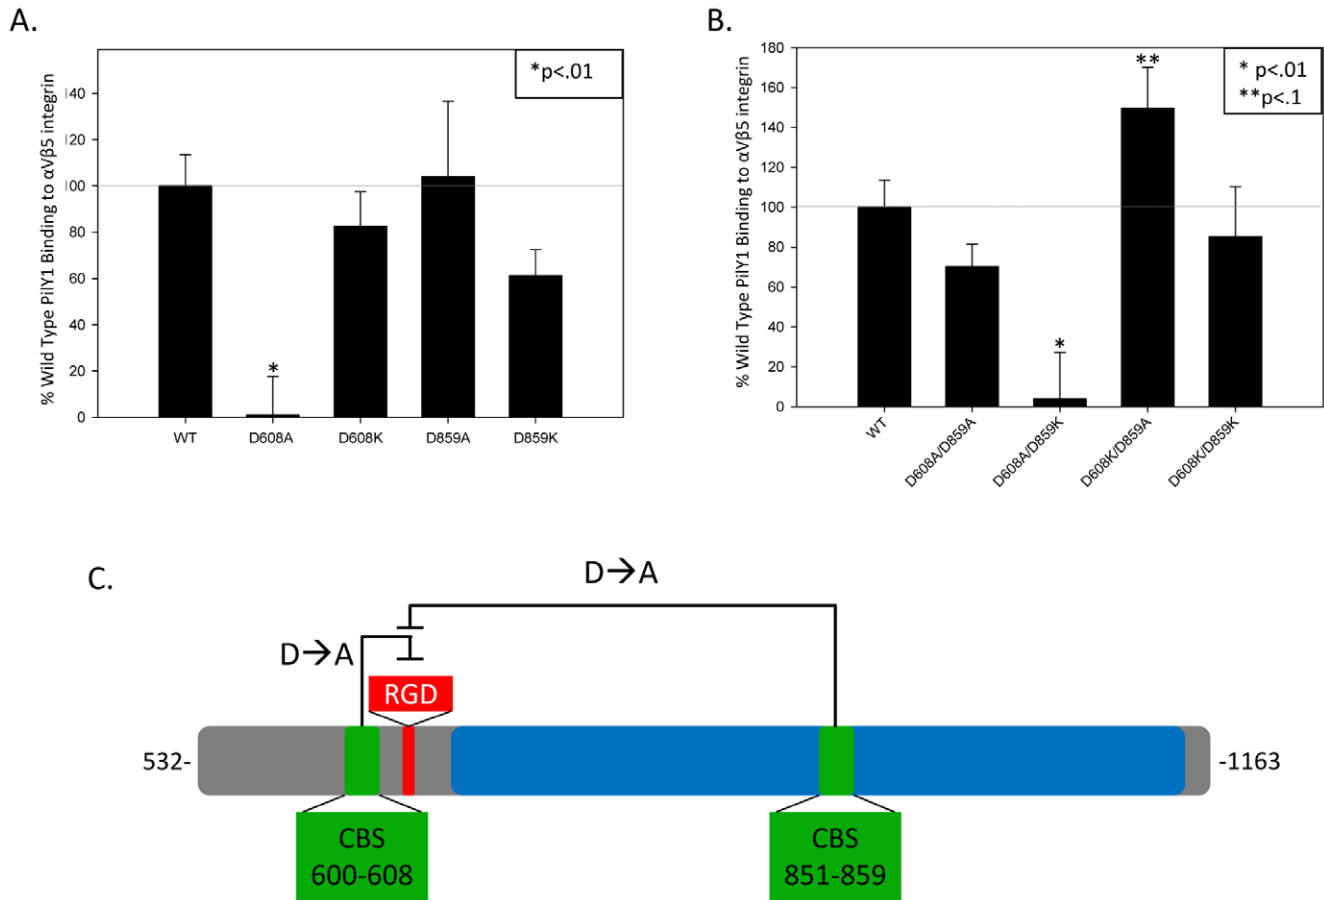 A.
% Wild Type PilY1 Binding to αVβ5 integrin
*p<.01
140
120
100
80
60
40
20
0
*
WT
D608A
D608K
D859A
D859K
B.
% Wild Type PilY1 Binding to αVβ5 integrin
* p<.01
**p<.1
180
160
140
120
100
80
60
40
20
0
*
**
WT
D608A/D859A
D608A/D859K
D608K/D859A
D608K/D859K
C.
D→A
D→A
RGD
532-
-1163
CBS
600-608
CBS
851-859